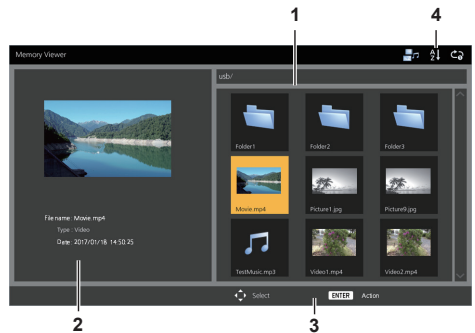 1
4
Memory Viewer
A
Z
usb/
Folder1
Folder2
Folder3
Movie.mp4
Picture1.jpg
Picture9.jpg
File name : Movie.mp4
Type : Video
Date: 2017/01/18 14:50:25
TestMusic.mp3
Video1.mp4
Video2.mp4
Select
ENTER
Action
2
3